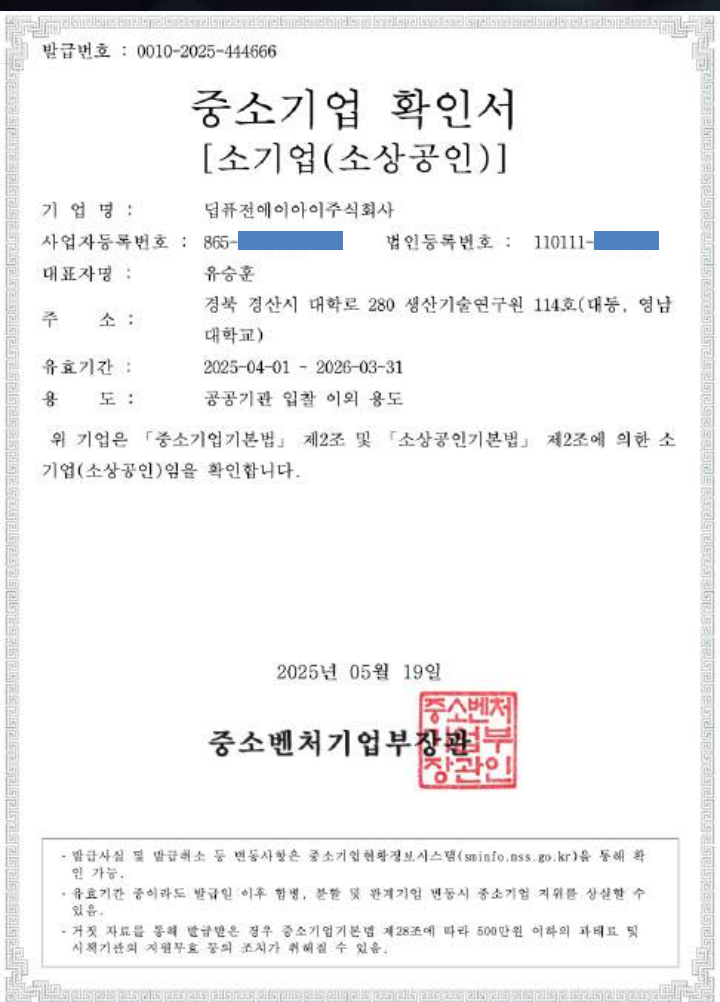 발급번호 : 0010-2025-444666
중소기업 확인서
[소기업(소상공인)]
기 업 명 : 딥퓨전에이아이주식회사
사업자등록번호 : 865- 법인등록번호 : 110111-
대표자명 : 유승훈
주 소 : 경북 경산시 대학로 280 생산기술연구원 114호(대동, 영남
대학교)
유효기간 : 2025-04-01 - 2026-03-31
용 도 : 공공기관 입찰 이외 용도
위 기업은 「중소기업기본법」 제2조 및 「소상공인기본법」 제2조에 의한 소
기업(소상공인)임을 확인합니다.
2025년 05월 19일
중소벤처기업부장관
중소벤처
기업부
장관인
- 발급사실 및 발급취소 등 변동사항은 중소기업현황정보시스템(sminfo.mss.go.kr)을 통해 확
인 가능.
- 유효기간 중이라도 발급일 이후 합병, 분할 및 관계기업 변동시 중소기업 지위를 상실할 수
있음.
- 거짓 자료를 통해 발급받은 경우 중소기업기본법 제28조에 따라 500만원 이하의 과태료 및
시책기관의 지원무효 등의 조치가 취해질 수 있음.